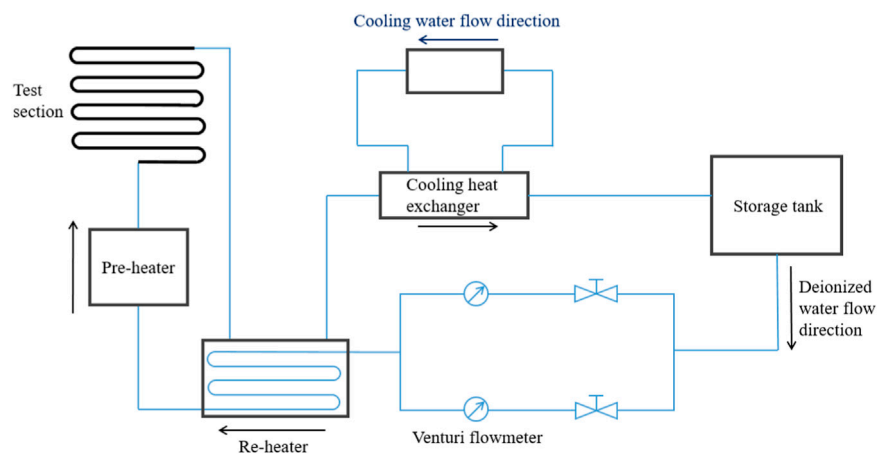 Cooling water flow direction
Test
section
Cooling heat
exchanger
Storage tank
Pre-heater
Deionized
water flow
direction
Venturi flowmeter
Re-heater